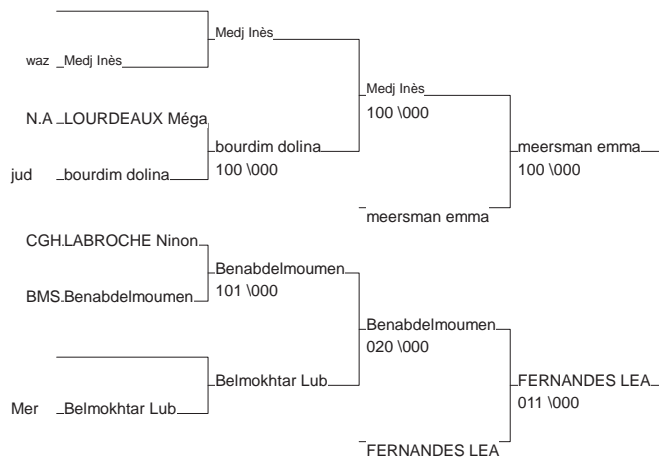 Medj Inès
waz Medj Inès
Medj Inès
100 \000
N.A LOURDEAUX Méga
bourdim dolina
100 \000
meersman emma
100 \000
jud bourdim dolina
meersman emma
CGH. LABROCHE Ninon
Benabdelmoumen
101 \000
BMS. Benabdelmoumen
Benabdelmoumen
020 \000
Belmokhtar Lub
FERNANDES LEA
011 \000
Mer Belmokhtar Lub
FERNANDES LEA